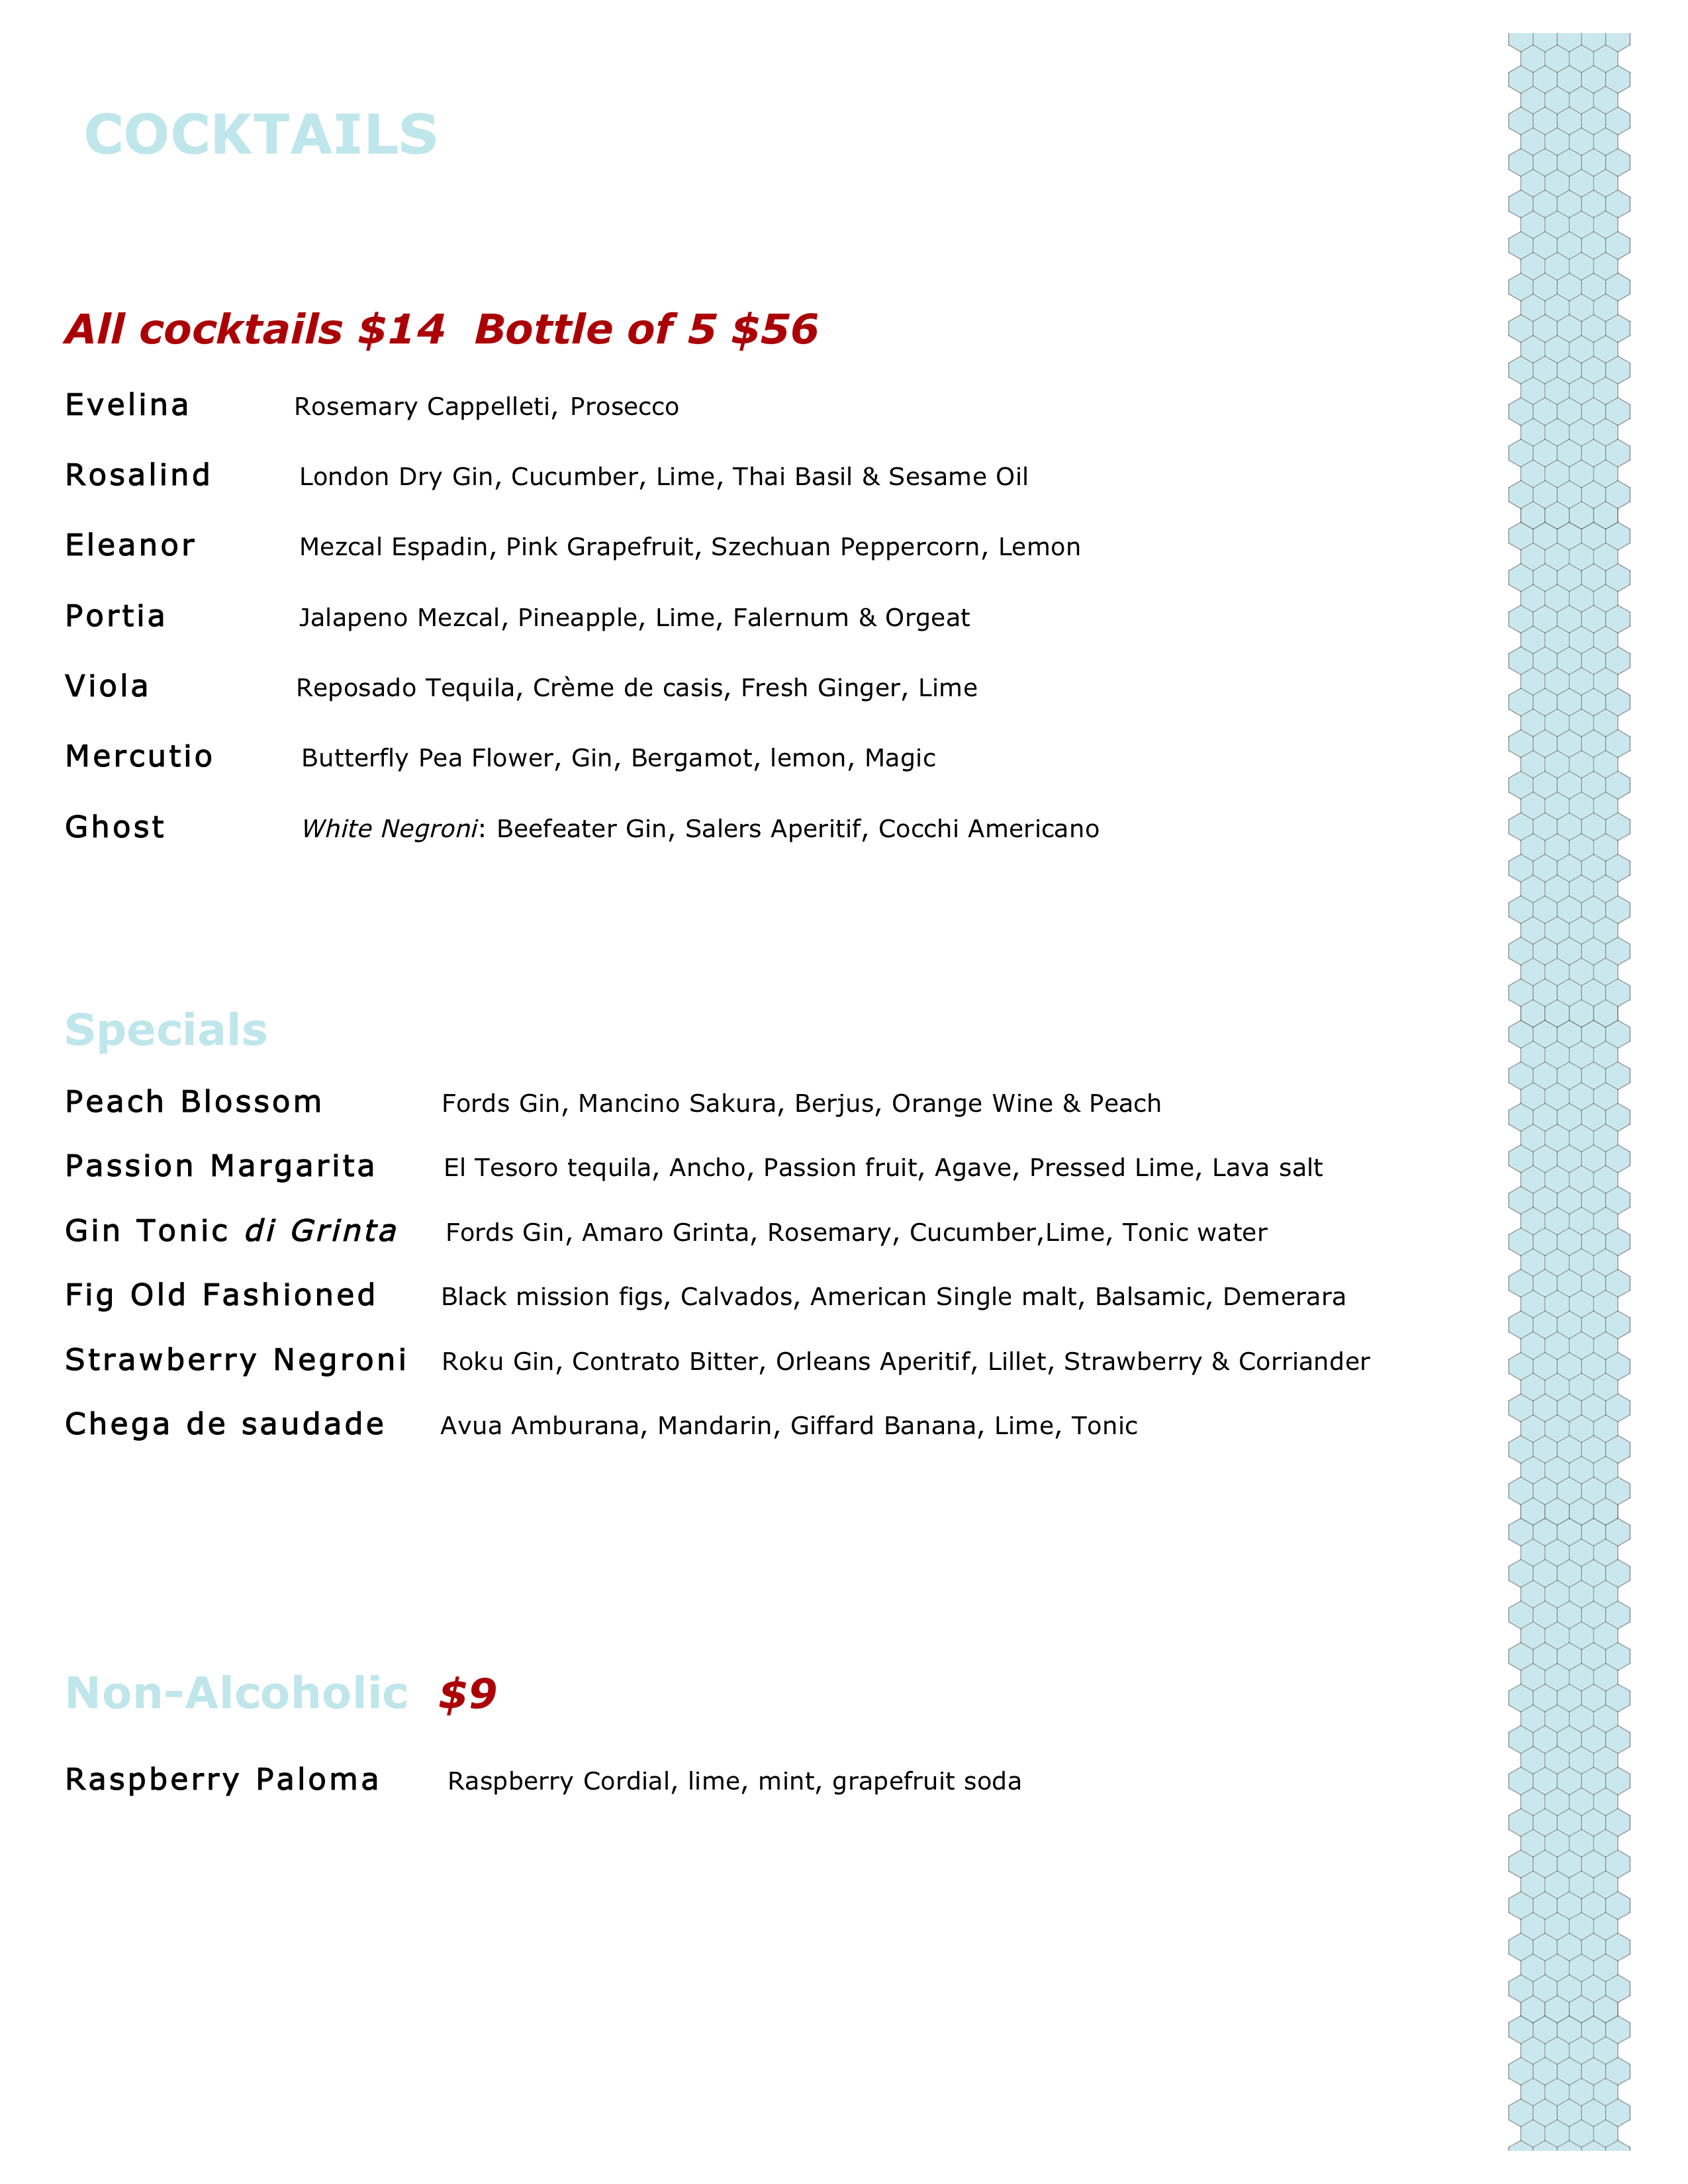 COCKTAILS
All cocktails $14 Bottle of 5 $56
Evelina Rosemary Cappelleti, Prosecco
Rosalind London Dry Gin, Cucumber, Lime, Thai Basil & Sesame Oil
Eleanor Mezcal Espadin, Pink Grapefruit, Szechuan Peppercorn, Lemon
Portia Jalapeno Mezcal, Pineapple, Lime, Falernum & Orgeat
Viola Reposado Tequila, Crème de casis, Fresh Ginger, Lime
Mercutio Butterfly Pea Flower, Gin, Bergamot, lemon, Magic
Ghost White Negroni: Beefeater Gin, Salers Aperitif, Cocchi Americano
Specials
Peach Blossom Fords Gin, Mancino Sakura, Berjus, Orange Wine & Peach
Passion Margarita El Tesoro tequila, Ancho, Passion fruit, Agave, Pressed Lime, Lava salt
Gin Tonic di Grinta Fords Gin, Amaro Grinta, Rosemary, Cucumber,Lime, Tonic water
Fig Old Fashioned Black mission figs, Calvados, American Single malt, Balsamic, Demerara
Strawberry Negroni Roku Gin, Contrato Bitter, Orleans Aperitif, Lillet, Strawberry & Corriander
Chega de saudade Avua Amburana, Mandarin, Giffard Banana, Lime, Tonic
Non-Alcoholic $9
Raspberry Paloma Raspberry Cordial, lime, mint, grapefruit soda